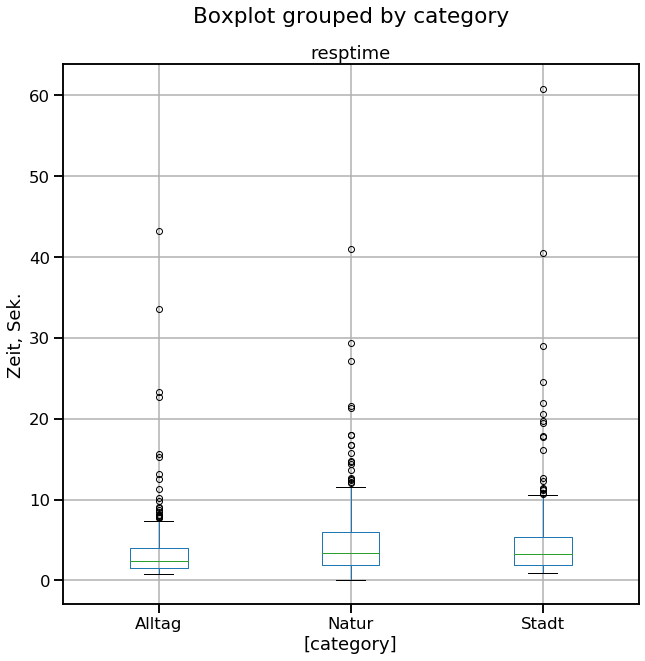 Boxplot grouped by category
resptime
60
50
40
30
20
10
0
Zeit, Sek.
Alltag Natur Stadt
[category]